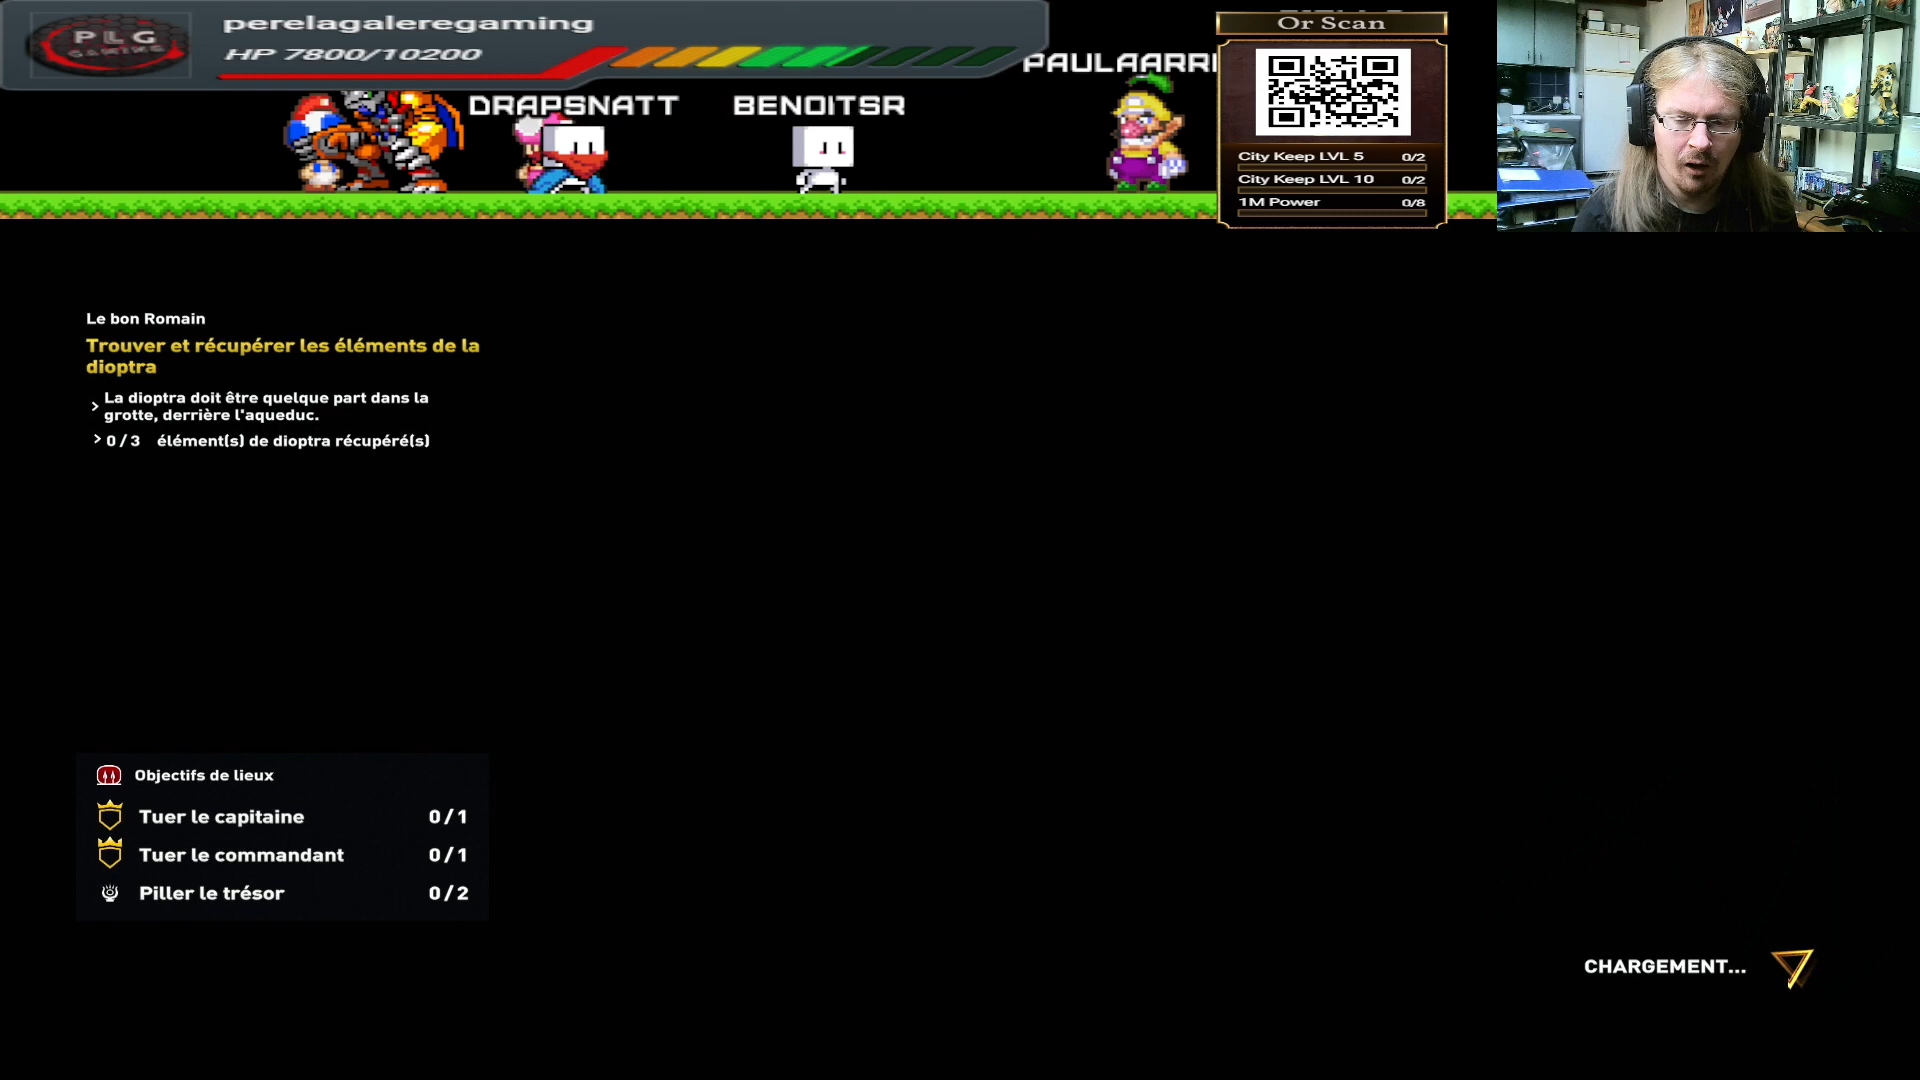 perelagaleregaming
PLG
GAMING
HP 7800/10200
DRAPSNATT
BENOITSR
PAULAARR
Or Scan
City Keep LVL 5 0/2
City Keep LVL 10 0/2
1M Power 0/8
Le bon Romain
Trouver et récupérer les éléments de la
dioptra
> La dioptra doit être quelque part dans la
grotte, derrière l'aqueduc.
> 0/3 élément(s) de dioptra récupéré(s)
Objectifs de lieux
Tuer le capitaine 0/1
Tuer le commandant 0/1
Piller le trésor 0/2
CHARGEMENT...